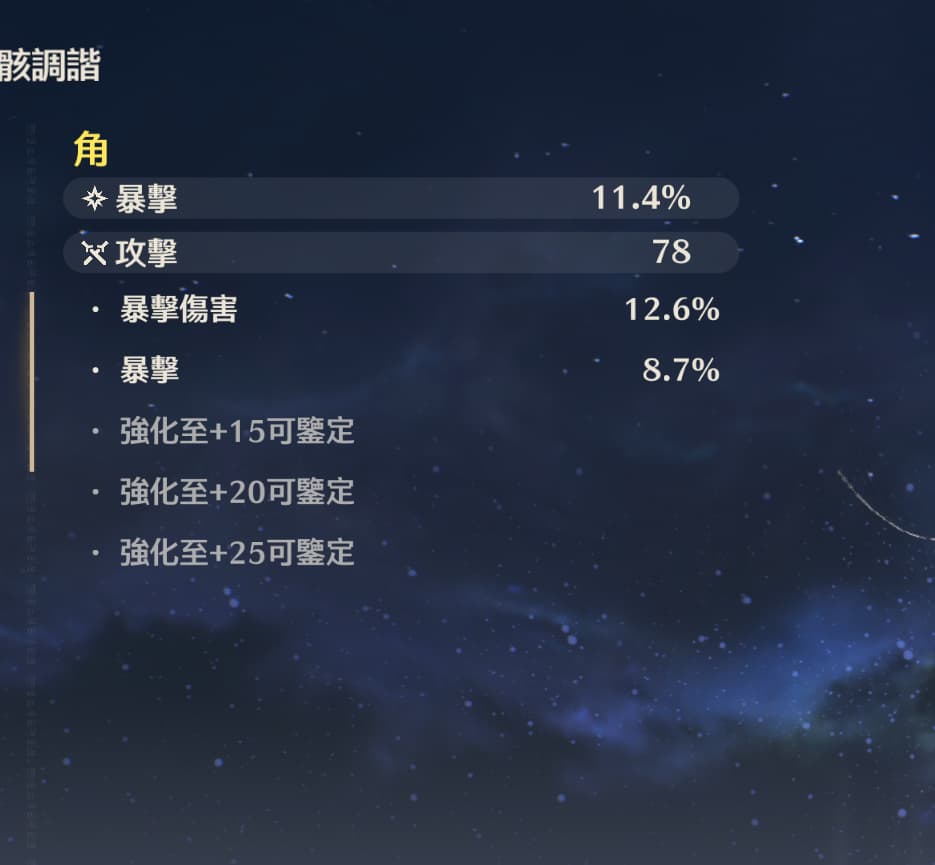 骸調諧
角
暴擊 11.4%
攻擊 78
· 暴擊傷害 12.6%
· 暴擊 8.7%
· 強化至+15可鑒定
· 強化至+20可鑒定
· 強化至+25可鑒定